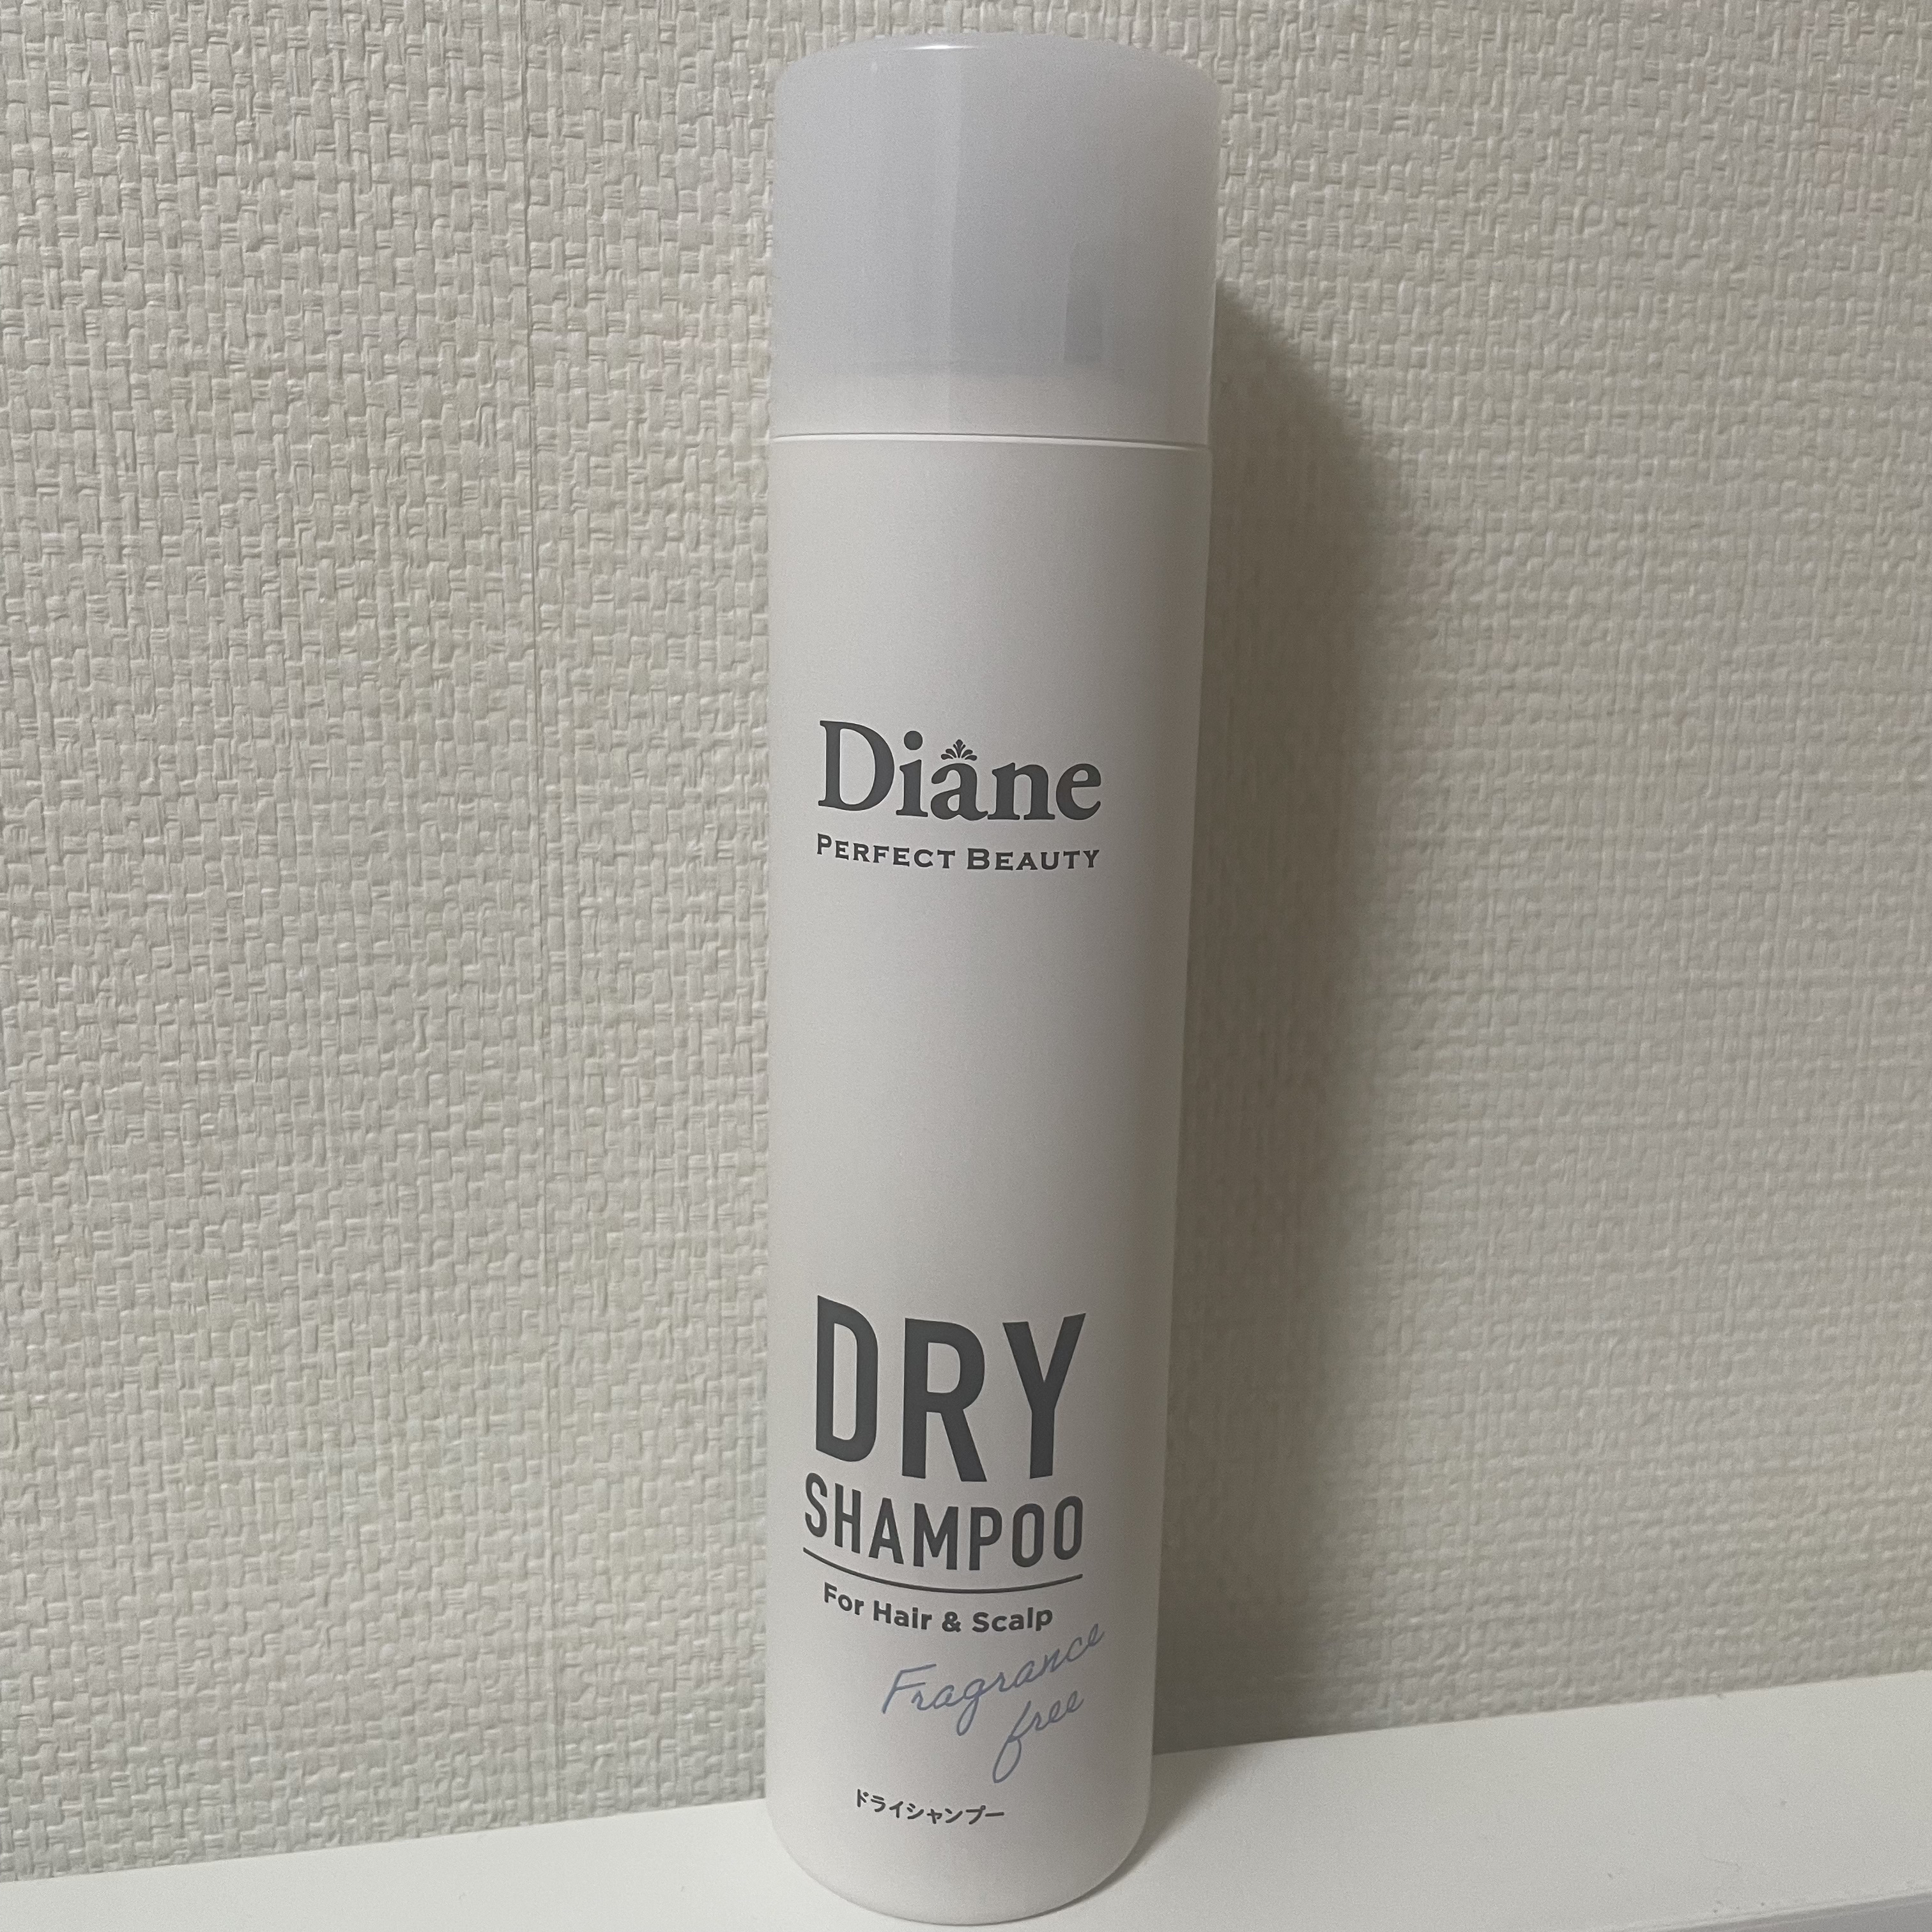 Diane
PERFECT BEAUTY
DRY
SHAMPOO
For Hair & Scalp
Fragrance
free
ドライシャンプー